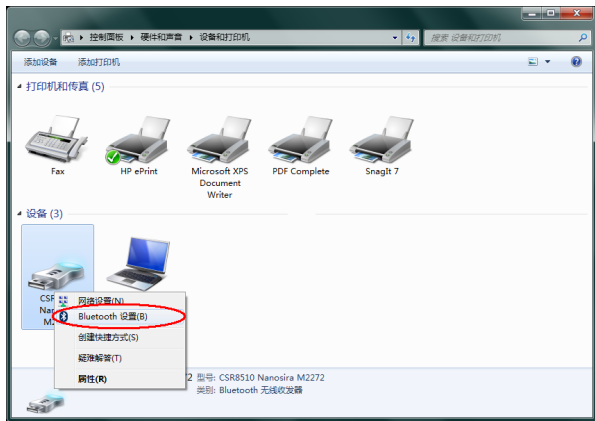 控制面板 ▸ 硬件和声音 ▸ 设备和打印机
搜索 设备和打印机
添加设备 添加打印机
打印机和传真 (5)
Fax
HP ePrint
Microsoft XPS
Document
Writer
PDF Complete
SnagIt 7
设备 (3)
CSR
Nan
M2
网络设置(N)
Bluetooth 设置(B)
创建快捷方式(S)
疑难解答(T)
属性(R)
2 型号: CSR8510 Nanosira M2272
类别: Bluetooth 无线收发器